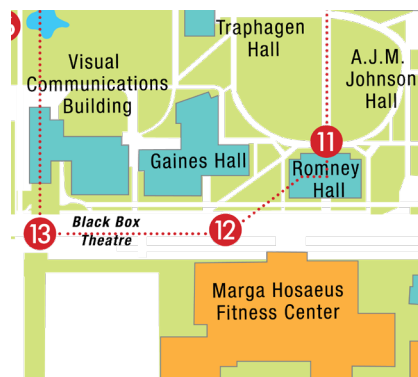 Traphagen
Hall
Visual
Communications
Building
A.J.M.
Johnson
Hall
11
Gaines Hall
Romney
Hall
Black Box
Theatre
13
12
Marga Hosaeus
Fitness Center